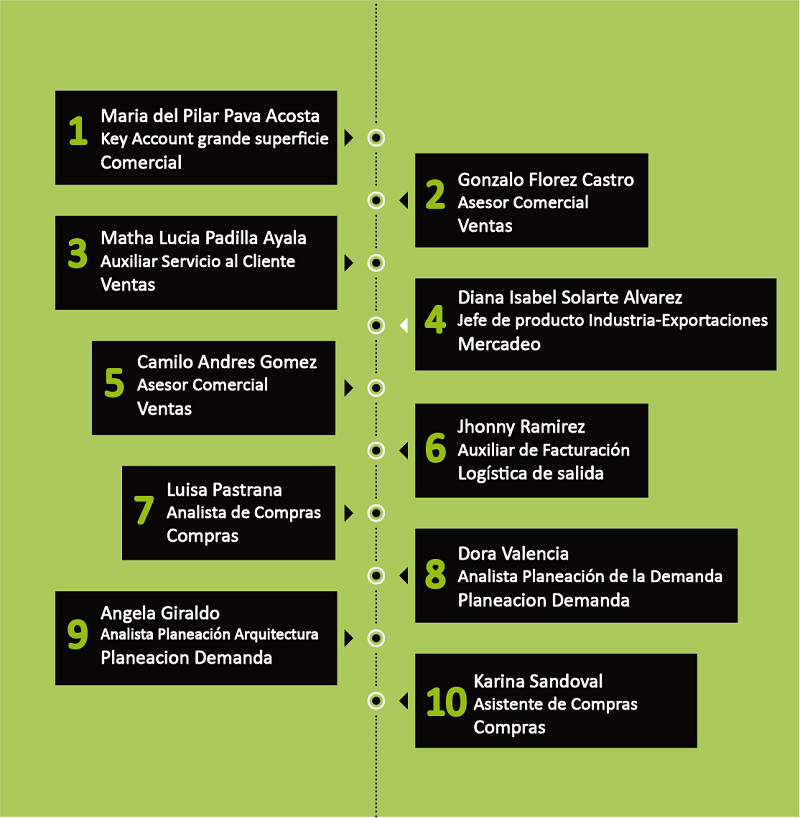 1
Maria del Pilar Pava Acosta
Key Account grande superficie
Comercial
2
Gonzalo Florez Castro
Asesor Comercial
Ventas
3
Matha Lucia Padilla Ayala
Auxiliar Servicio al Cliente
Ventas
4
Diana Isabel Solarte Alvarez
Jefe de producto Industria-Exportaciones
Mercadeo
5
Camilo Andres Gomez
Asesor Comercial
Ventas
6
Jhonny Ramirez
Auxiliar de Facturación
Logística de salida
7
Luisa Pastrana
Analista de Compras
Compras
8
Dora Valencia
Analista Planeación de la Demanda
Planeacion Demanda
9
Angela Giraldo
Analista Planeación Arquitectura
Planeacion Demanda
10
Karina Sandoval
Asistente de Compras
Compras